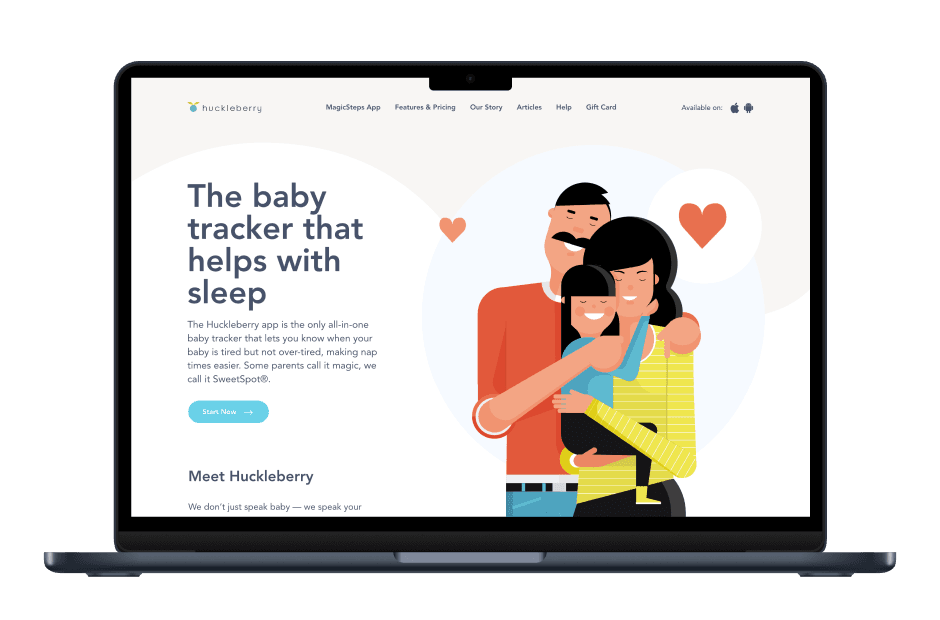 huckleberry
MagicSteps App Features & Pricing Our Story Articles Help Gift Card
Available on:
The baby
tracker that
helps with
sleep
The Huckleberry app is the only all-in-one
baby tracker that lets you know when your
baby is tired but not over-tired, making nap
times easier. Some parents call it magic, we
call it SweetSpot®.
Start Now →
Meet Huckleberry
We don't just speak baby — we speak your